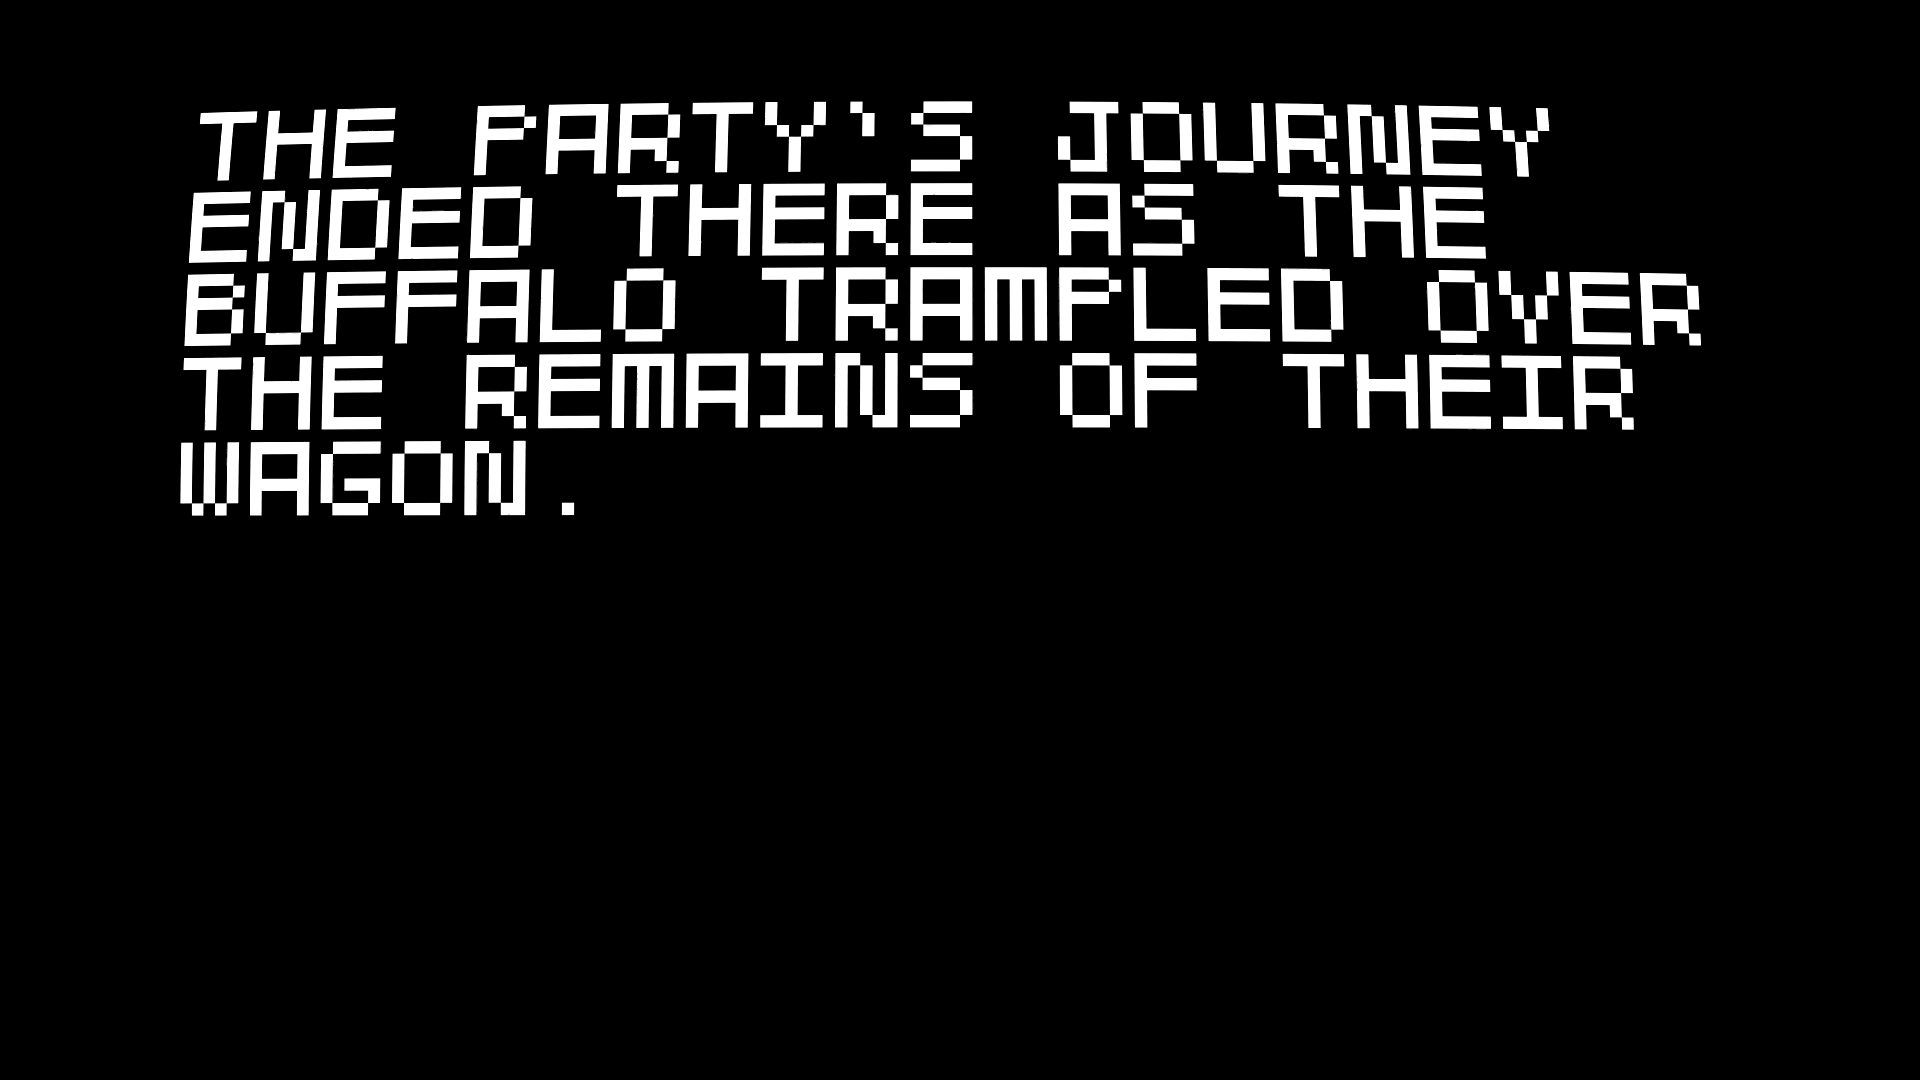 THE PARTY'S JOURNEY
ENDED THERE AS THE
BUFFALO TRAMPLED OVER
THE REMAINS OF THEIR
WAGON.